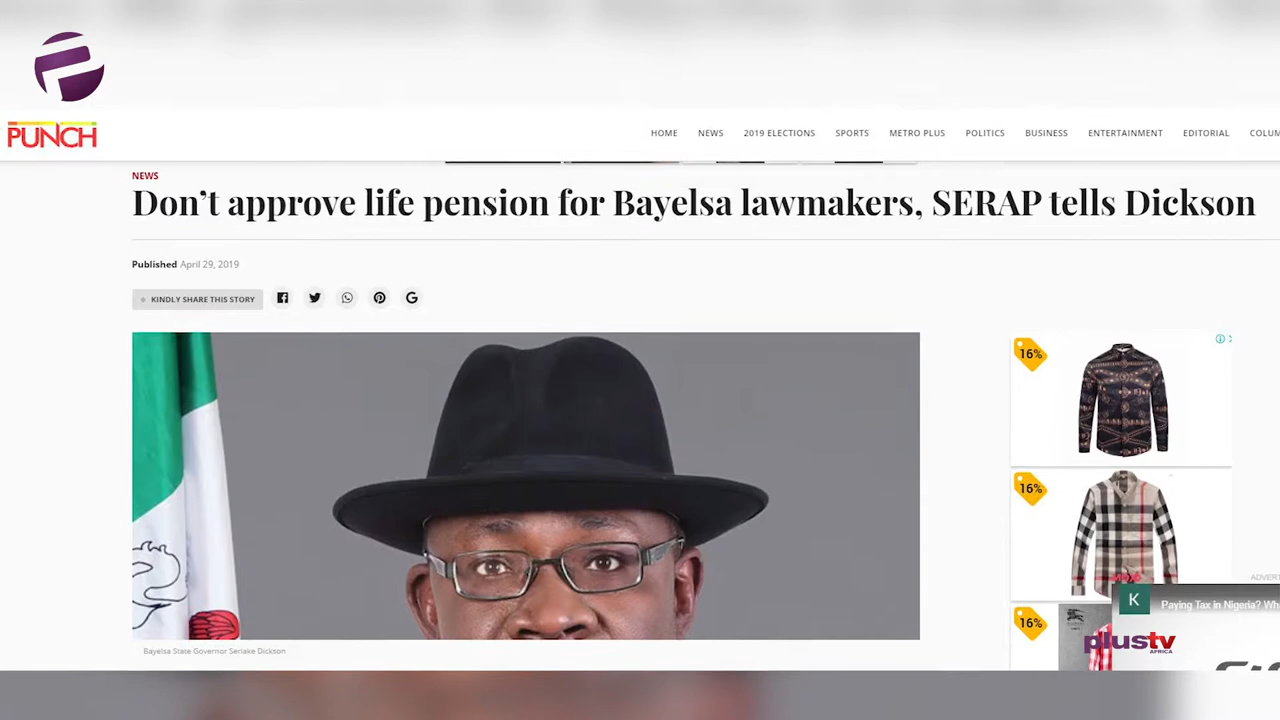 PUNCH
HOME NEWS 2019 ELECTIONS SPORTS METRO PLUS POLITICS BUSINESS ENTERTAINMENT EDITORIAL
NEWS
Don’t approve life pension for Bayelsa lawmakers, SERAP tells Dickson
Published April 29, 2019
KINDLY SHARE THIS STORY
16%
16%
16%
K
Paying Tax in Nigeria?
plustv
AFRICA
Bayelsa State Governor Seriake Dickson